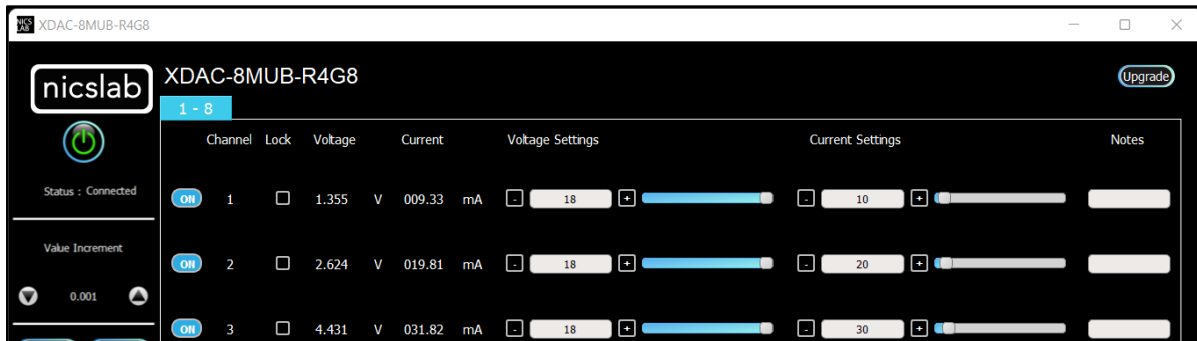 NICS LAB XDAC-8MUB-R4G8
nicslab
XDAC-8MUB-R4G8
Upgrade
1 - 8
Channel Lock Voltage Current Voltage Settings Current Settings Notes
Status : Connected
ON 1 1.355 V 009.33 mA - 18 + - 10 +
Value Increment
ON 2 2.624 V 019.81 mA - 18 + - 20 +
0.001
ON 3 4.431 V 031.82 mA - 18 + - 30 +